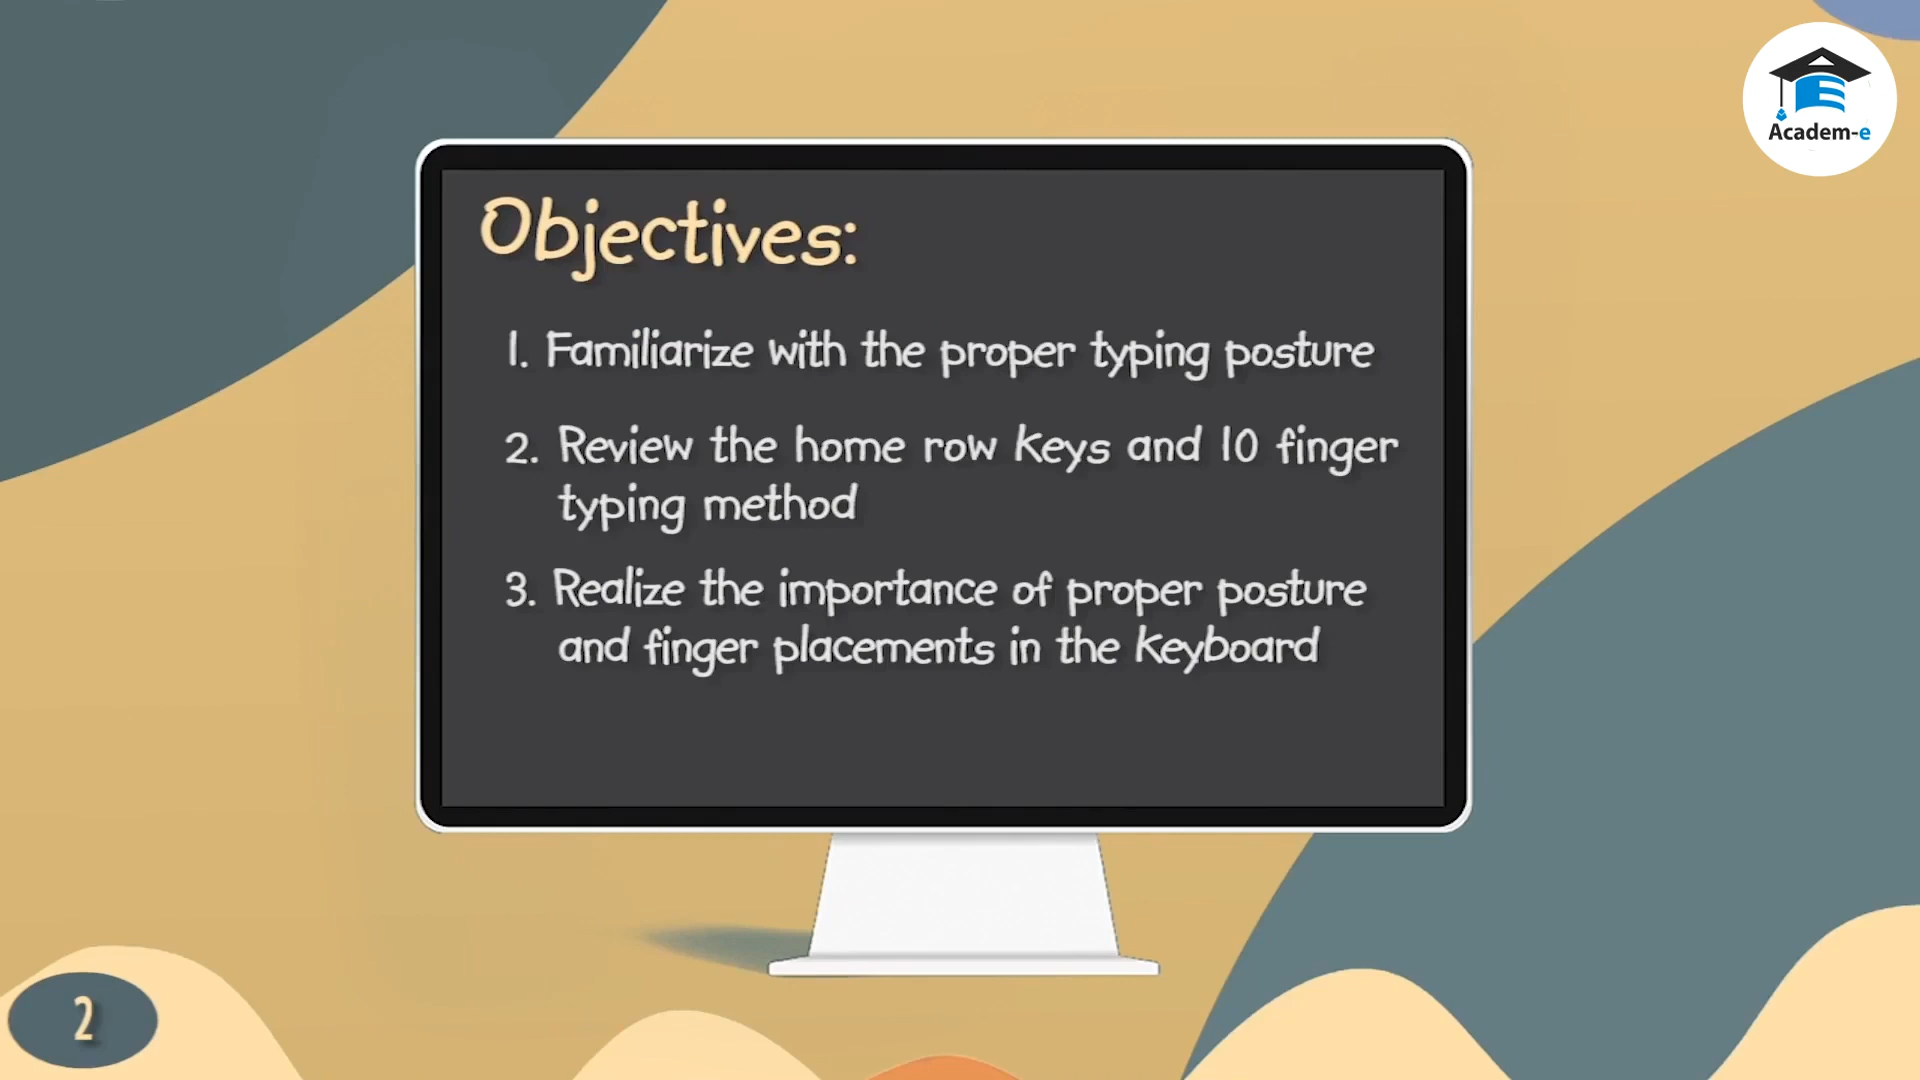 Academ-e
Objectives:
1. Familiarize with the proper typing posture
2. Review the home row keys and 10 finger
typing method
3. Realize the importance of proper posture
and finger placements in the keyboard
2